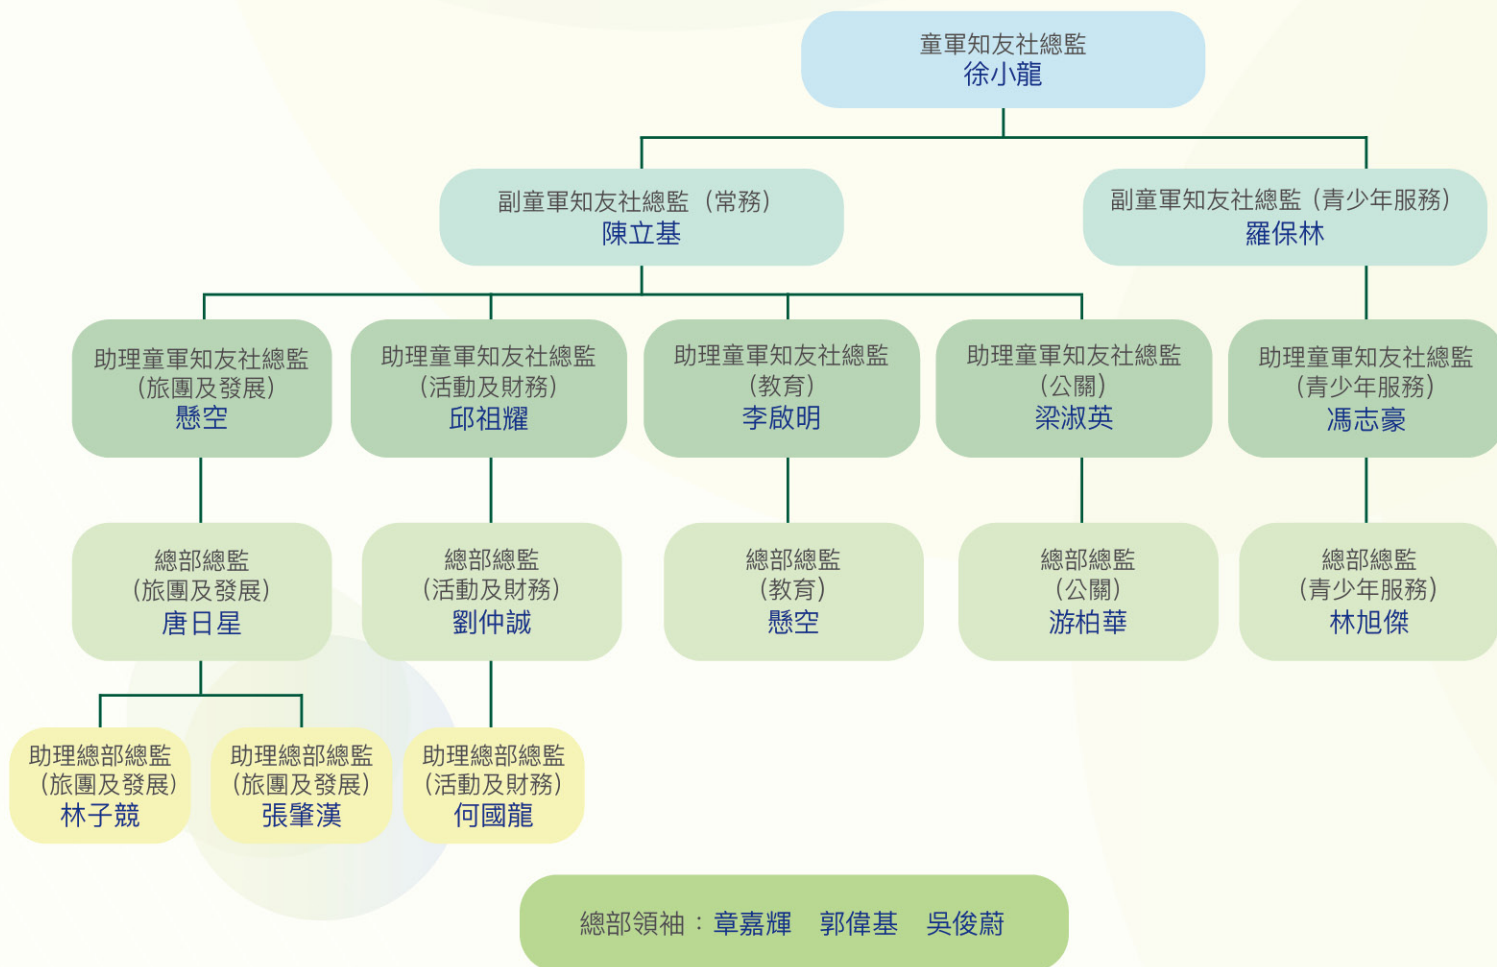 童軍知友社總監
徐小龍
副童軍知友社總監（常務）
陳立基
副童軍知友社總監（青少年服務）
羅保林
助理童軍知友社總監
（旅團及發展）
懸空
助理童軍知友社總監
（活動及財務）
邱祖耀
助理童軍知友社總監
（教育）
李啟明
助理童軍知友社總監
（公關）
梁淑英
助理童軍知友社總監
（青少年服務）
馮志豪
總部總監
（旅團及發展）
唐日星
總部總監
（活動及財務）
劉仲誠
總部總監
（教育）
懸空
總部總監
（公關）
游柏華
總部總監
（青少年服務）
林旭傑
助理總部總監
（旅團及發展）
林子競
助理總部總監
（旅團及發展）
張肇漢
助理總部總監
（活動及財務）
何國龍
總部領袖：章嘉輝　郭偉基　吳俊蔚